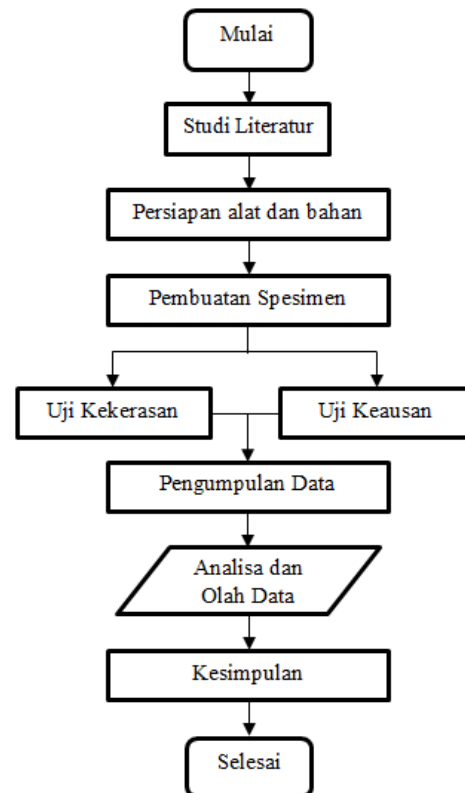 Mulai
Studi Literatur
Persiapan alat dan bahan
Pembuatan Spesimen
Uji Kekerasan
Uji Keausan
Pengumpulan Data
Analisa dan
Olah Data
Kesimpulan
Selesai